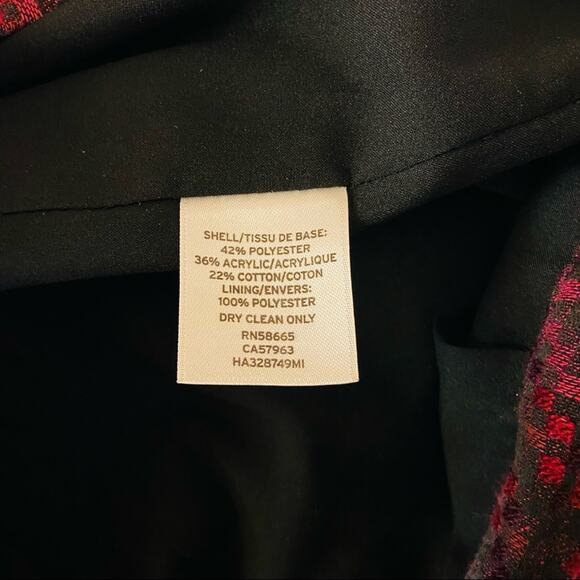 SHELL/TISSU DE BASE:
42% POLYESTER
36% ACRYLIC/ACRYLIQUE
22% COTTON/COTON
LINING/ENVERS:
100% POLYESTER
DRY CLEAN ONLY
RN58665
CA57963
HA328749MI